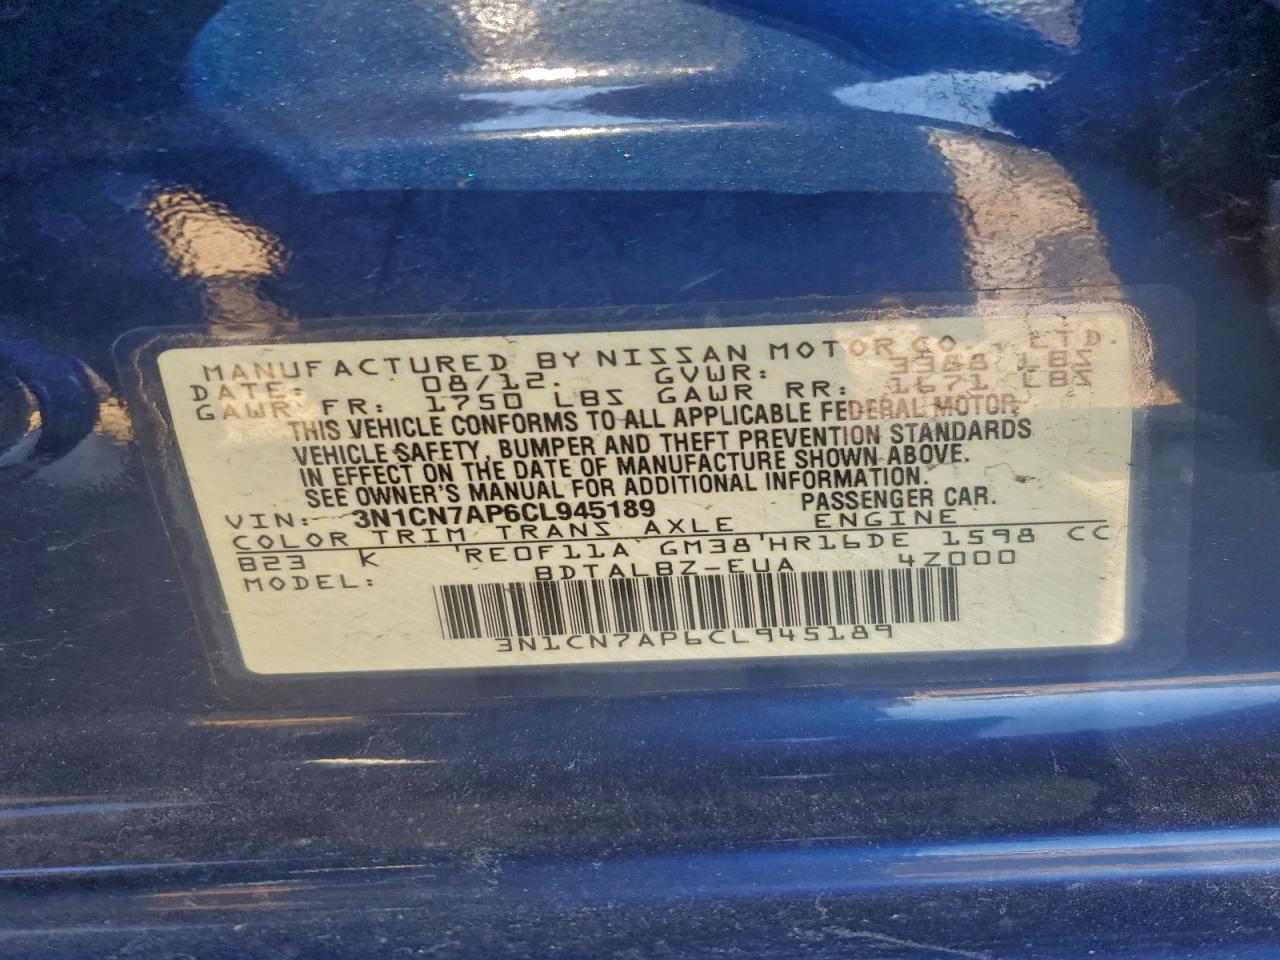 MANUFACTURED BY NISSAN MOTOR CO., LTD.
DATE: 08/12. GVWR: 3388 LBS
GAWR FR: 1750 LBS GAWR RR: 1671 LBS
THIS VEHICLE CONFORMS TO ALL APPLICABLE FEDERAL MOTOR
VEHICLE SAFETY, BUMPER, AND THEFT PREVENTION STANDARDS
IN EFFECT ON THE DATE OF MANUFACTURE SHOWN ABOVE.
SEE OWNER'S MANUAL FOR ADDITIONAL INFORMATION.
VIN: 3N1CN7AP6CL945189 PASSENGER CAR.
COLOR TRIM TRANS AXLE ENGINE
B23 K RE0F11A GM38 HR16DE 1598 CC
MODEL: BDTALBZ-EUA 4Z000
3N1CN7AP6CL945189